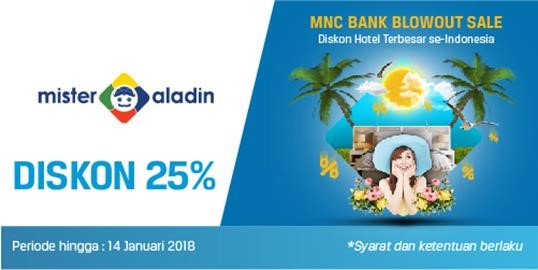 MNC BANK BLOWOUT SALE
Diskon Hotel Terbesar se-Indonesia
mister aladin
DISKON 25%
%
%
%
Periode hingga : 14 Januari 2018
*Syarat dan ketentuan berlaku